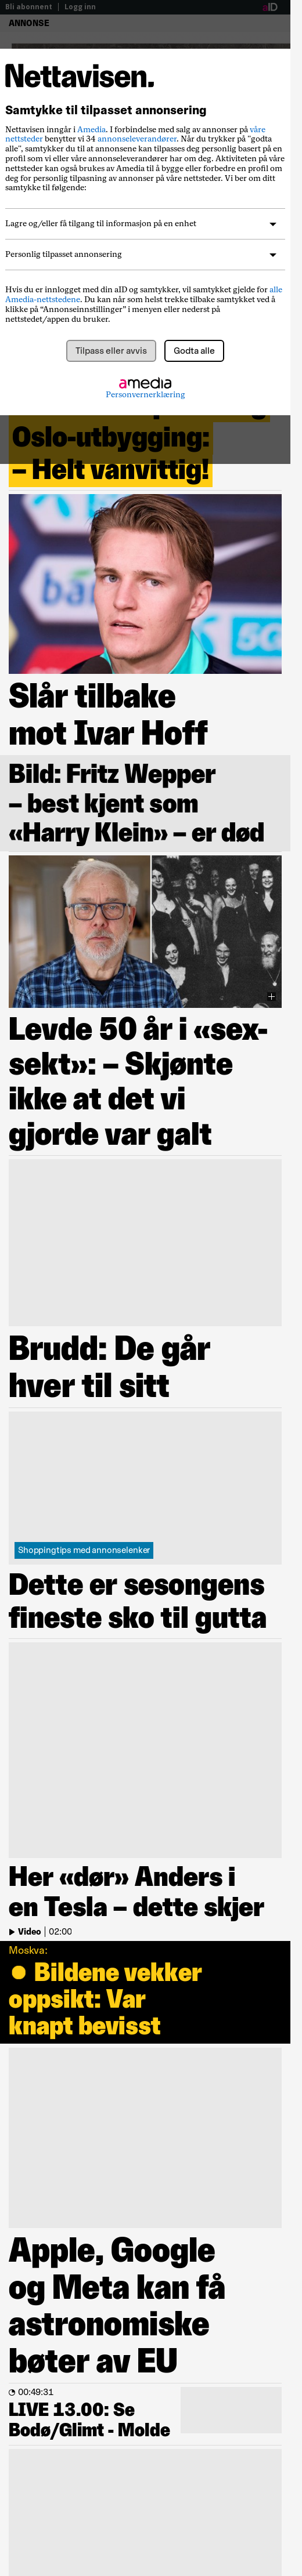 Bli abonnent | Logg inn
aID
ANNONSE
Nettavisen.
Samtykke til tilpasset annonsering
Nettavisen inngår i Amedia. I forbindelse med salg av annonser på våre
nettsteder benytter vi 34 annonseleverandører. Når du trykker på "godta
alle", samtykker du til at annonsene kan tilpasses deg personlig basert på en
profil som vi eller våre annonseleverandører har om deg. Aktiviteten på våre
nettsteder kan også brukes av Amedia til å bygge eller forbedre en profil om
deg for personlig tilpasning av annonser på våre nettsteder. Vi ber om ditt
samtykke til følgende:
Lagre og/eller få tilgang til informasjon på en enhet
Personlig tilpasset annonsering
Hvis du er innlogget med din aID og samtykker, vil samtykket gjelde for alle
Amedia-nettstedene. Du kan når som helst trekke tilbake samtykket ved å
klikke på “Annonseinnstillinger” i menyen eller nederst på
nettstedet/appen du bruker.
Tilpass eller avvis
Godta alle
amedia
Personvernerklæring
Oslo-utbygging:
– Helt vanvittig!
Slår tilbake
mot Ivar Hoff
Bild: Fritz Wepper
– best kjent som
«Harry Klein» – er død
Levde 50 år i «sex-
sekt»: – Skjønte
ikke at det vi
gjorde var galt
Brudd: De går
hver til sitt
Shoppingtips med annonselenker
Dette er sesongens
fineste sko til gutta
Her «dør» Anders i
en Tesla – dette skjer
Video | 02:00
Moskva:
Bildene vekker
oppsikt: Var
knapt bevisst
Apple, Google
og Meta kan få
astronomiske
bøter av EU
00:49:31
LIVE 13.00: Se
Bodø/Glimt - Molde